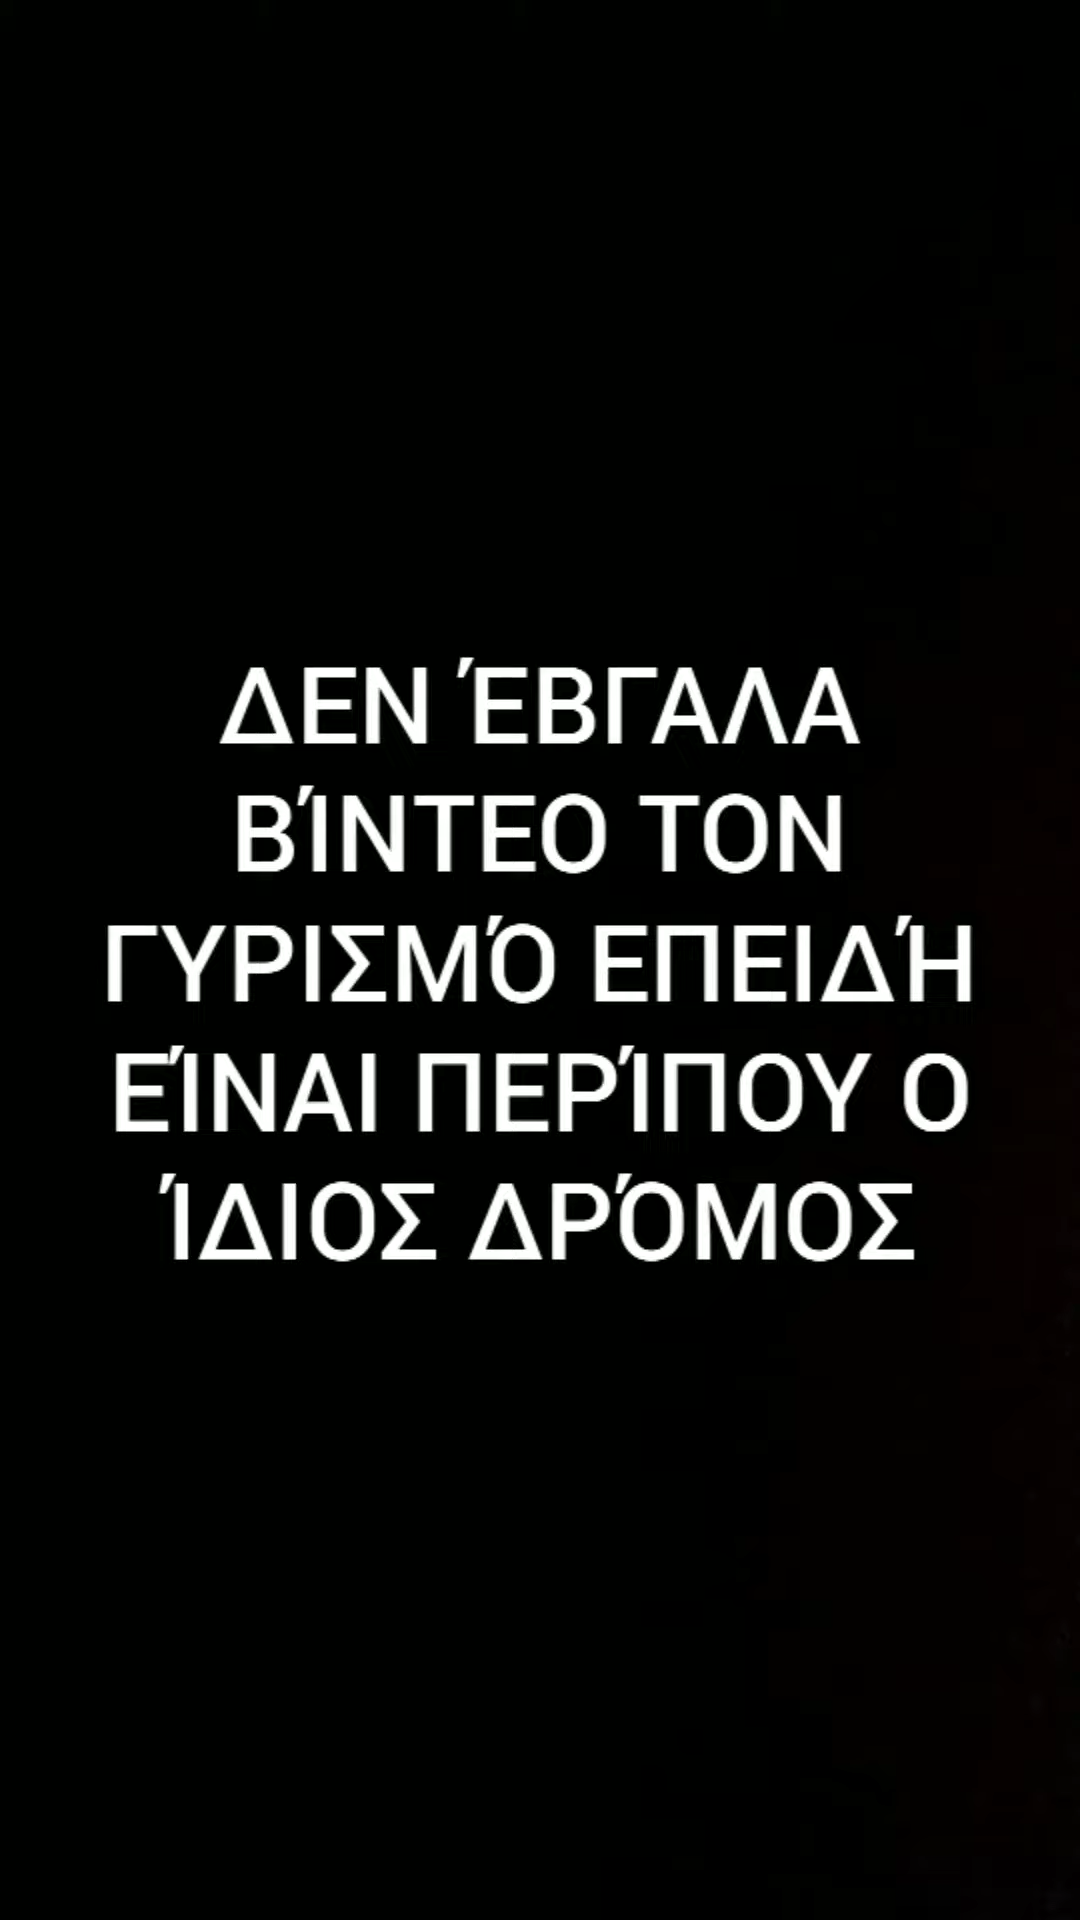 ΔΕΝ ΈΒΓΑΛΑ
ΒΊΝΤΕΟ ΤΟΝ
ΓΥΡΙΣΜΌ ΕΠΕΙΔΉ
ΕΊΝΑΙ ΠΕΡΊΠΟΥ Ο
ΊΔΙΟΣ ΔΡΌΜΟΣ